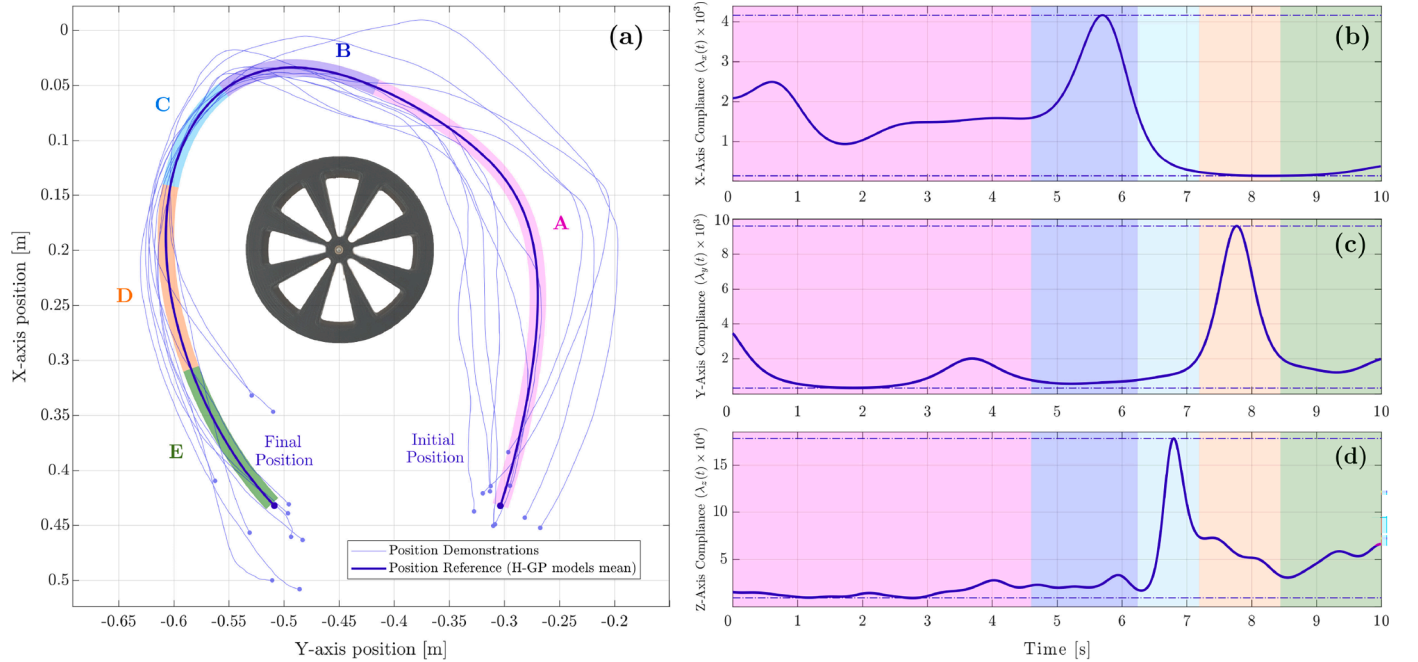 (a)
B
C
A
D
E
Final
Position
Initial
Position
Position Demonstrations
Position Reference (H-GP models mean)
X-axis position [m]
0
0.05
0.1
0.15
0.2
0.25
0.3
0.35
0.4
0.45
0.5
-0.65
-0.6
-0.55
-0.5
-0.45
-0.4
-0.35
-0.3
-0.25
-0.2
Y-axis position [m]
(b)
X-Axis Compliance (λx(t) × 10³)
4
3
2
1
0 1 2 3 4 5 6 7 8 9 10
(c)
Y-Axis Compliance (λy(t) × 10³)
10
8
6
4
2
0 1 2 3 4 5 6 7 8 9 10
(d)
Z-Axis Compliance (λz(t) × 10⁴)
15
10
5
0 1 2 3 4 5 6 7 8 9 10
Time [s]